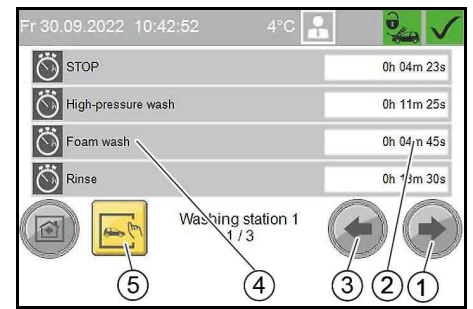 Fr 30.09.2022 10:42:52 4°C
STOP 0h 04m 23s
High-pressure wash 0h 11m 25s
Foam wash 0h 04m 45s
Rinse 0h 13m 30s
Washing station 1
1 / 3
5 4 3 2 1